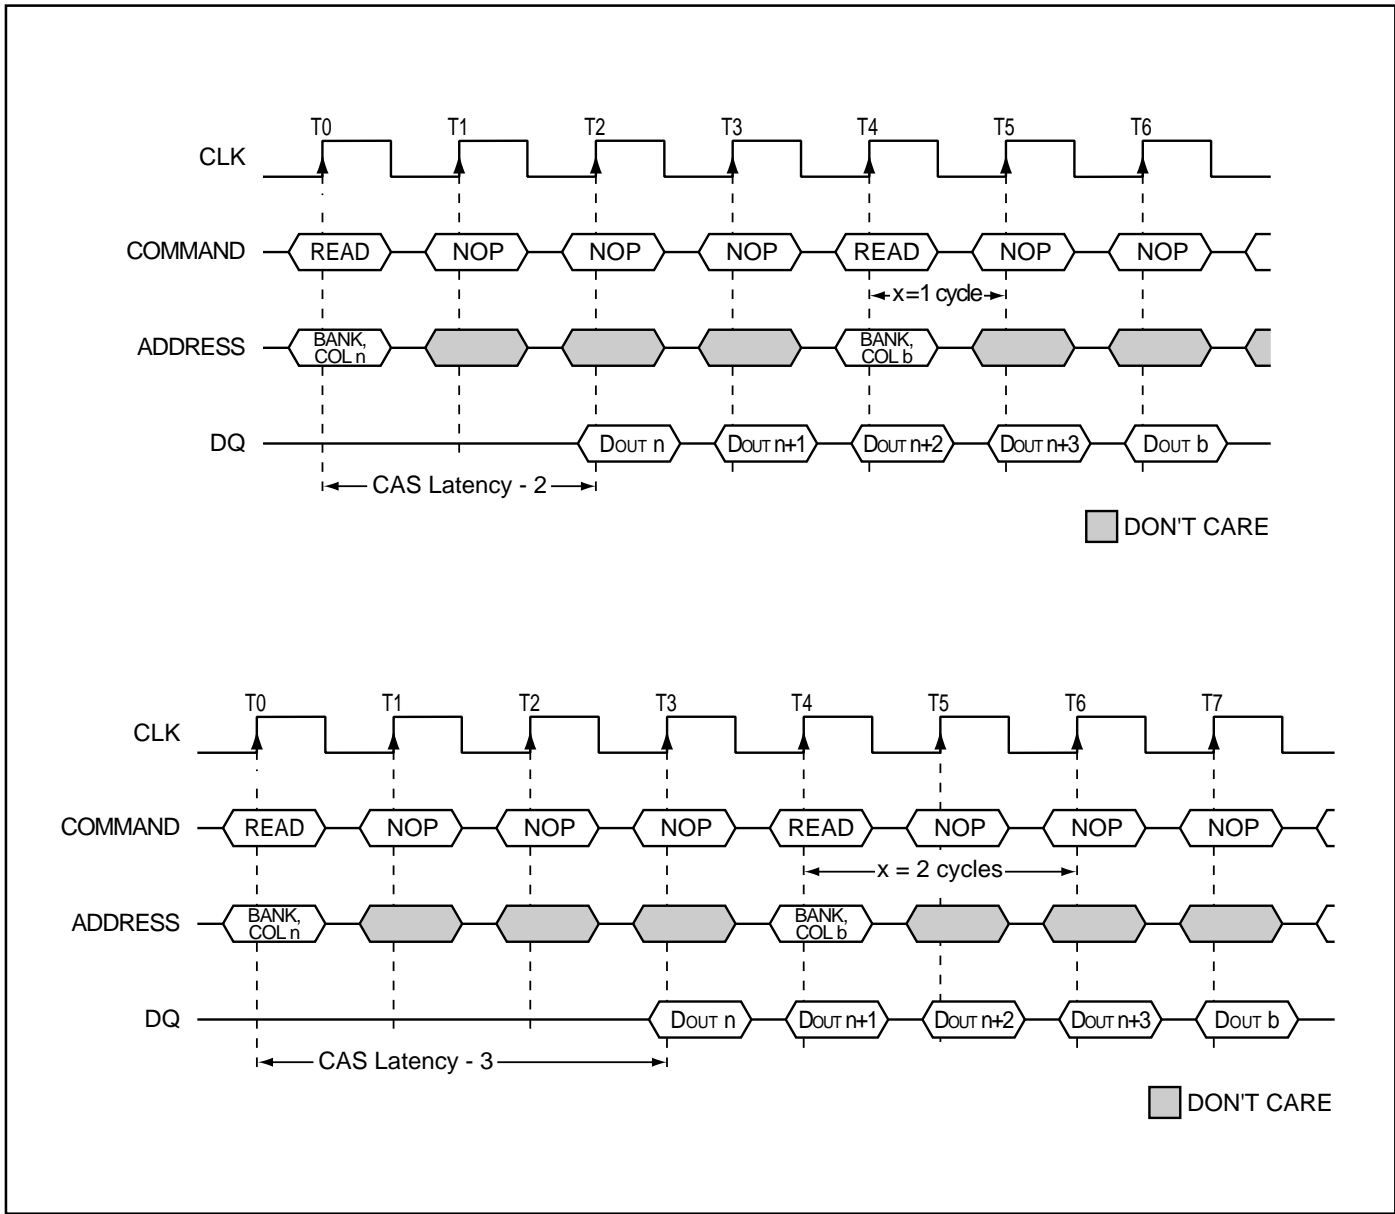 T0 T1 T2 T3 T4 T5 T6
CLK
COMMAND READ NOP NOP NOP READ NOP NOP
x=1 cycle
ADDRESS BANK, COL n BANK, COL b
DQ DOUT n DOUT n+1 DOUT n+2 DOUT n+3 DOUT b
CAS Latency - 2
DON'T CARE
T0 T1 T2 T3 T4 T5 T6 T7
CLK
COMMAND READ NOP NOP NOP READ NOP NOP NOP
x = 2 cycles
ADDRESS BANK, COL n BANK, COL b
DQ DOUT n DOUT n+1 DOUT n+2 DOUT n+3 DOUT b
CAS Latency - 3
DON'T CARE